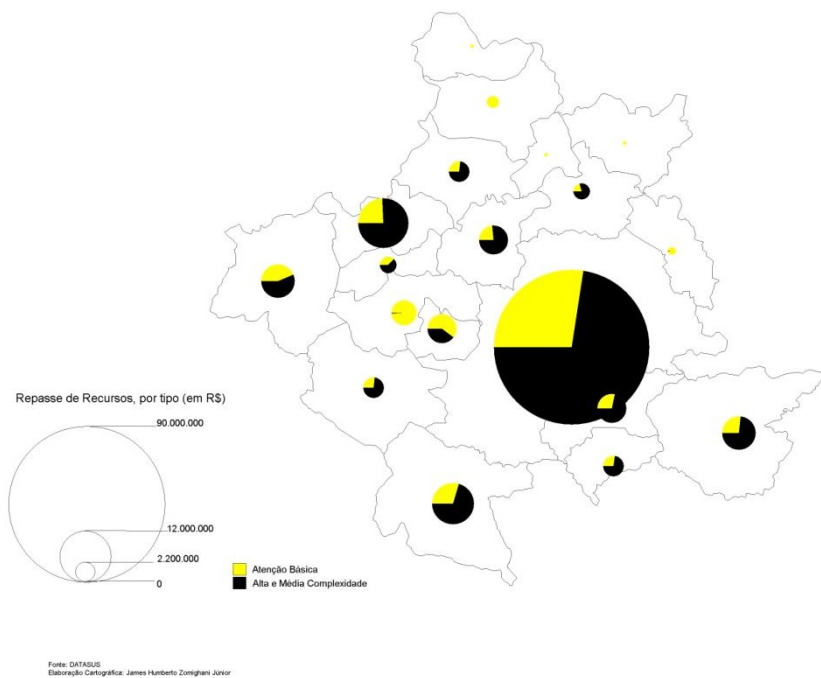 Repasse de Recursos, por tipo (em R$)
90.000.000
12.000.000
2.200.000
0
Atenção Básica
Alta e Média Complexidade
Fonte: DATASUS
Elaboração Cartográfica: James Humberto Zomighani Júnior